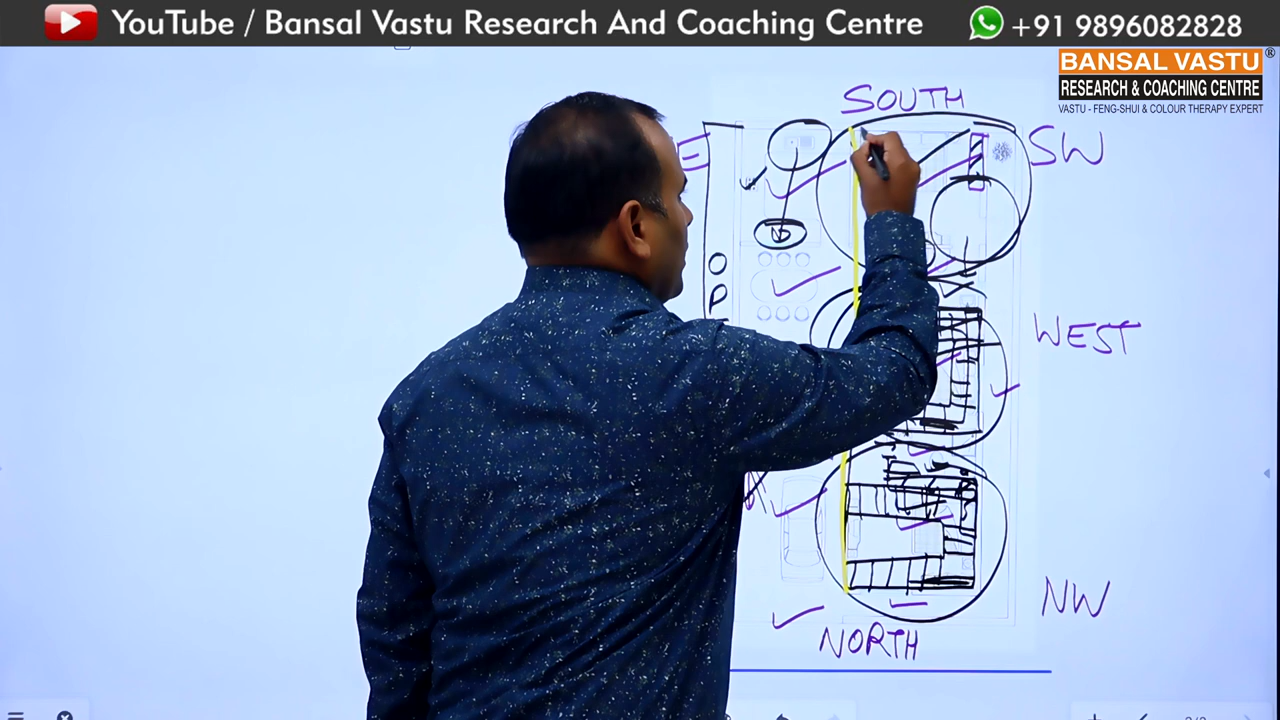 YouTube / Bansal Vastu Research And Coaching Centre +91 9896082828
BANSAL VASTU ®
RESEARCH & COACHING CENTRE
VASTU - FENG-SHUI & COLOUR THERAPY EXPERT
SOUTH
SW
E
O
P
WEST
NW
NORTH